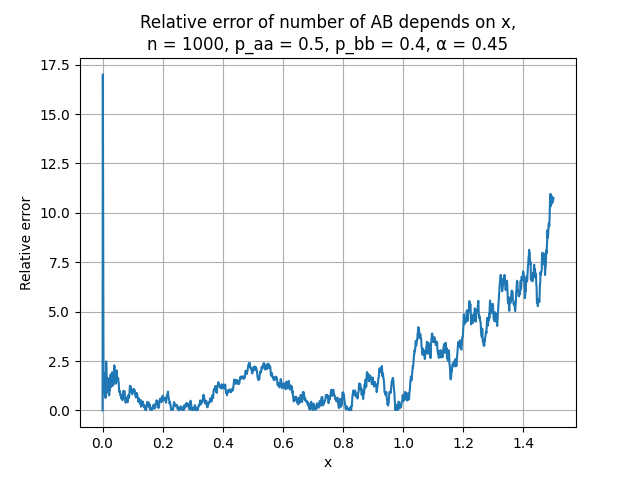 Relative error of number of AB depends on x,
n = 1000, p_aa = 0.5, p_bb = 0.4, α = 0.45
17.5
15.0
12.5
10.0
7.5
5.0
2.5
0.0
Relative error
0.0 0.2 0.4 0.6 0.8 1.0 1.2 1.4
x